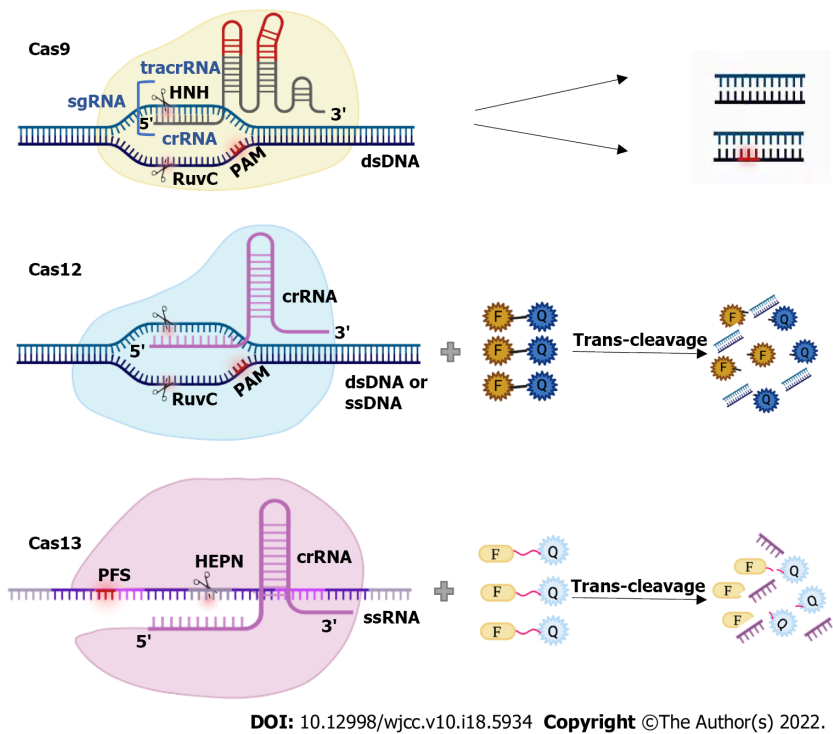 Cas9
tracrRNA
HNH
sgRNA
5'
3'
crRNA
dsDNA
PAM
RuvC
Cas12
crRNA
3'
5'
PAM
RuvC
dsDNA or
ssDNA
F Q
F Q
F Q
Trans-cleavage
F
Q
F
Q
F
Q
Cas13
PFS
HEPN
crRNA
ssRNA
5'
3'
F Q
F Q
F Q
Trans-cleavage
F
Q
F
Q
F
Q
DOI: 10.12998/wjcc.v10.i18.5934 Copyright ©The Author(s) 2022.